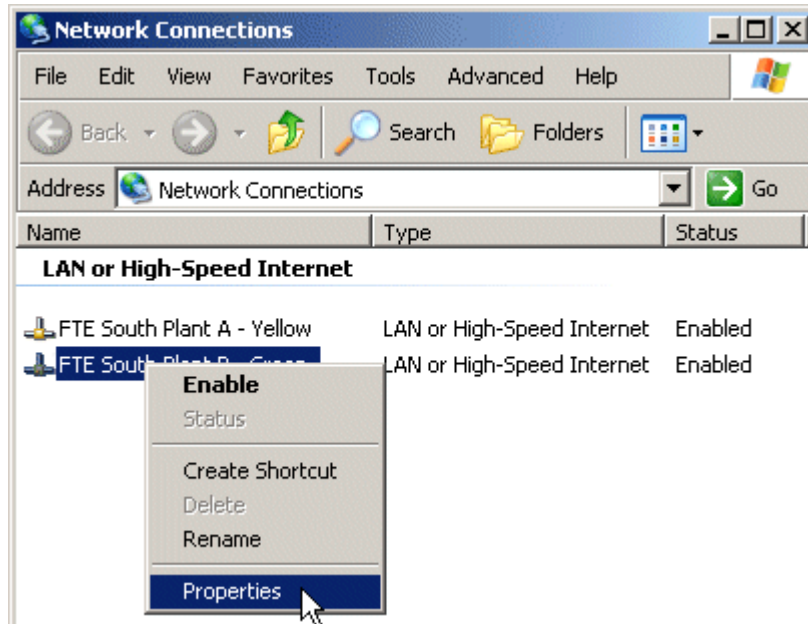 Network Connections
File Edit View Favorites Tools Advanced Help
Back Search Folders
Address Network Connections Go
Name Type Status
LAN or High-Speed Internet
FTE South Plant A - Yellow LAN or High-Speed Internet Enabled
FTE South Plant B - Green LAN or High-Speed Internet Enabled
Enable
Status
Create Shortcut
Delete
Rename
Properties